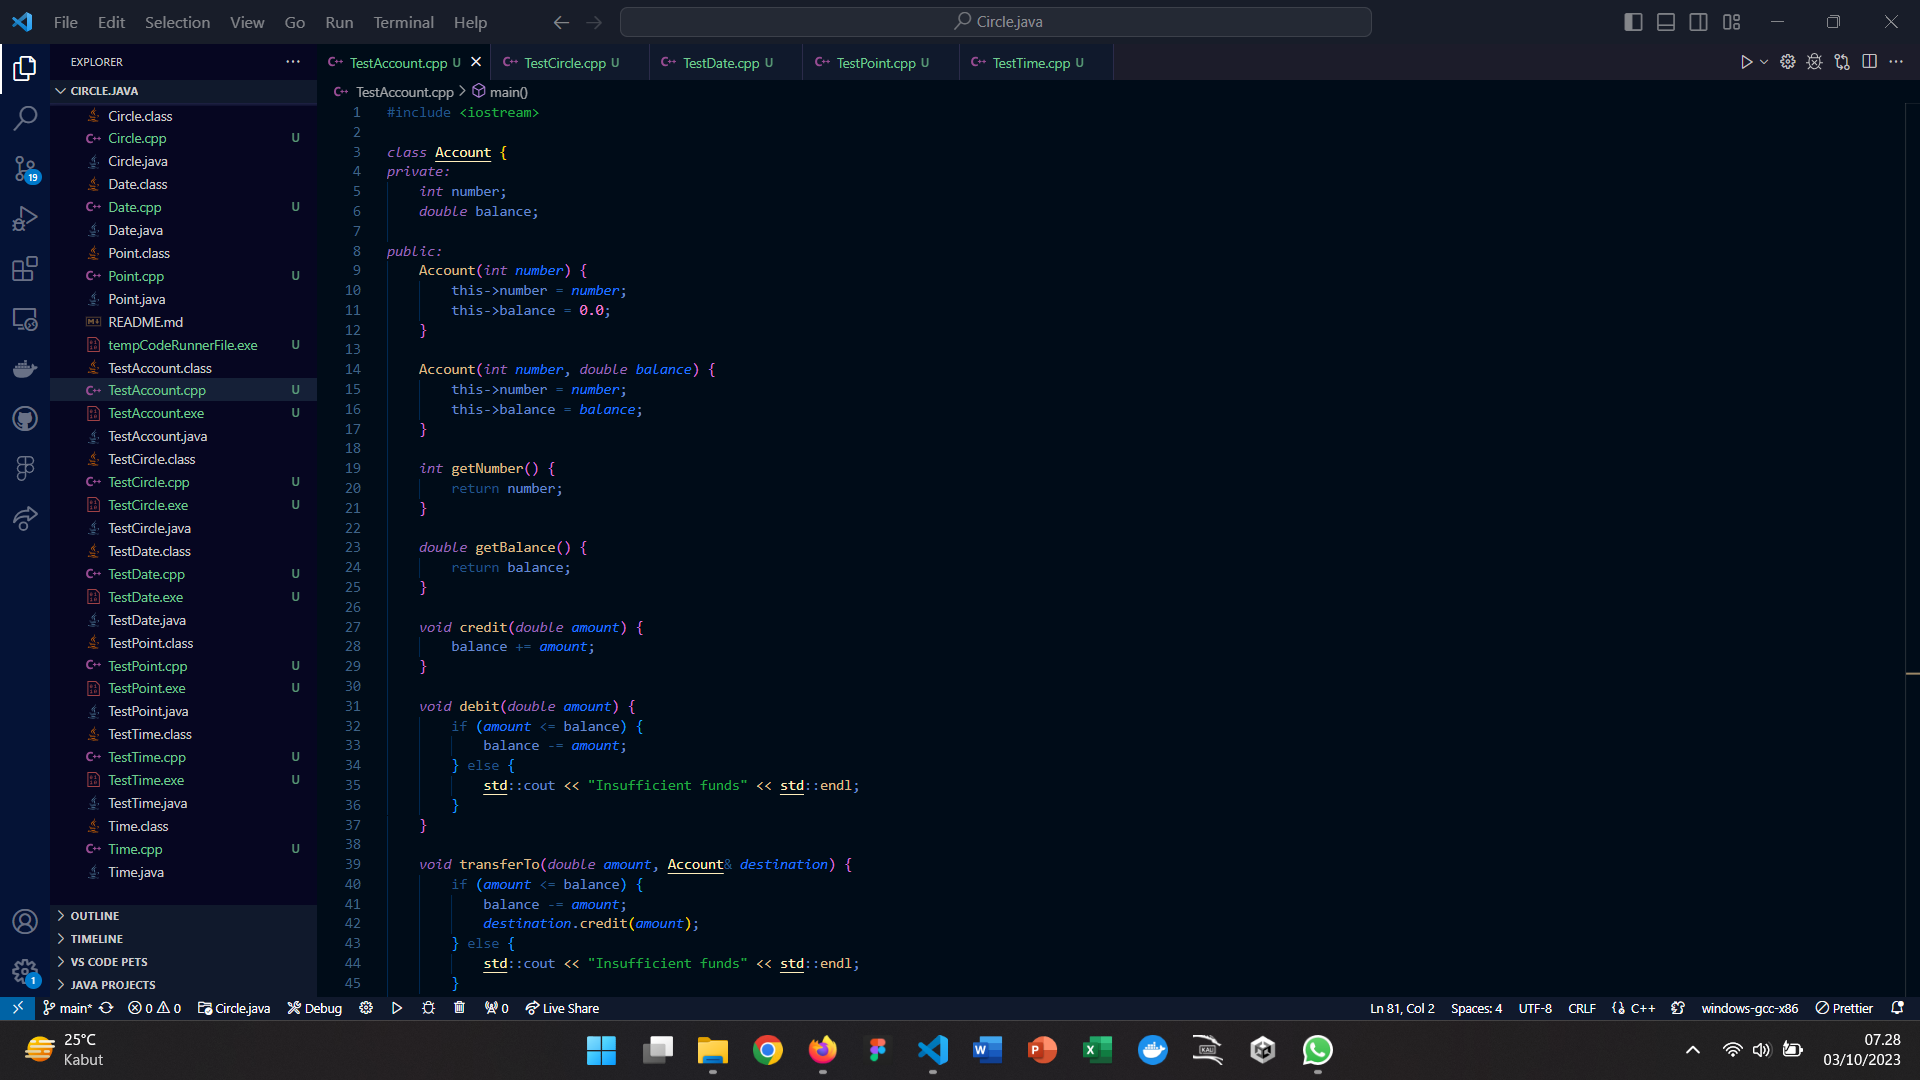 File Edit Selection View Go Run Terminal Help
Circle.java
EXPLORER
TestAccount.cpp U
TestCircle.cpp U
TestDate.cpp U
TestPoint.cpp U
TestTime.cpp U
CIRCLE.JAVA
TestAccount.cpp > main()
Circle.class
Circle.cpp U
Circle.java
Date.class
Date.cpp U
Date.java
Point.class
Point.cpp U
Point.java
README.md
tempCodeRunnerFile.exe U
TestAccount.class
TestAccount.cpp U
TestAccount.exe U
TestAccount.java
TestCircle.class
TestCircle.cpp U
TestCircle.exe U
TestCircle.java
TestDate.class
TestDate.cpp U
TestDate.exe U
TestDate.java
TestPoint.class
TestPoint.cpp U
TestPoint.exe U
TestPoint.java
TestTime.class
TestTime.cpp U
TestTime.exe U
TestTime.java
Time.class
Time.cpp U
Time.java
OUTLINE
TIMELINE
VS CODE PETS
JAVA PROJECTS
19
1
1 #include <iostream>
2
3 class Account {
4 private:
5 int number;
6 double balance;
7
8 public:
9 Account(int number) {
10 this->number = number;
11 this->balance = 0.0;
12 }
13
14 Account(int number, double balance) {
15 this->number = number;
16 this->balance = balance;
17 }
18
19 int getNumber() {
20 return number;
21 }
22
23 double getBalance() {
24 return balance;
25 }
26
27 void credit(double amount) {
28 balance += amount;
29 }
30
31 void debit(double amount) {
32 if (amount <= balance) {
33 balance -= amount;
34 } else {
35 std::cout << "Insufficient funds" << std::endl;
36 }
37 }
38
39 void transferTo(double amount, Account& destination) {
40 if (amount <= balance) {
41 balance -= amount;
42 destination.credit(amount);
43 } else {
44 std::cout << "Insufficient funds" << std::endl;
45 }
main* 0 0 Circle.java Debug 0 Live Share
Ln 81, Col 2 Spaces: 4 UTF-8 CRLF {} C++ windows-gcc-x86 Prettier
25°C
Kabut
07.28
03/10/2023